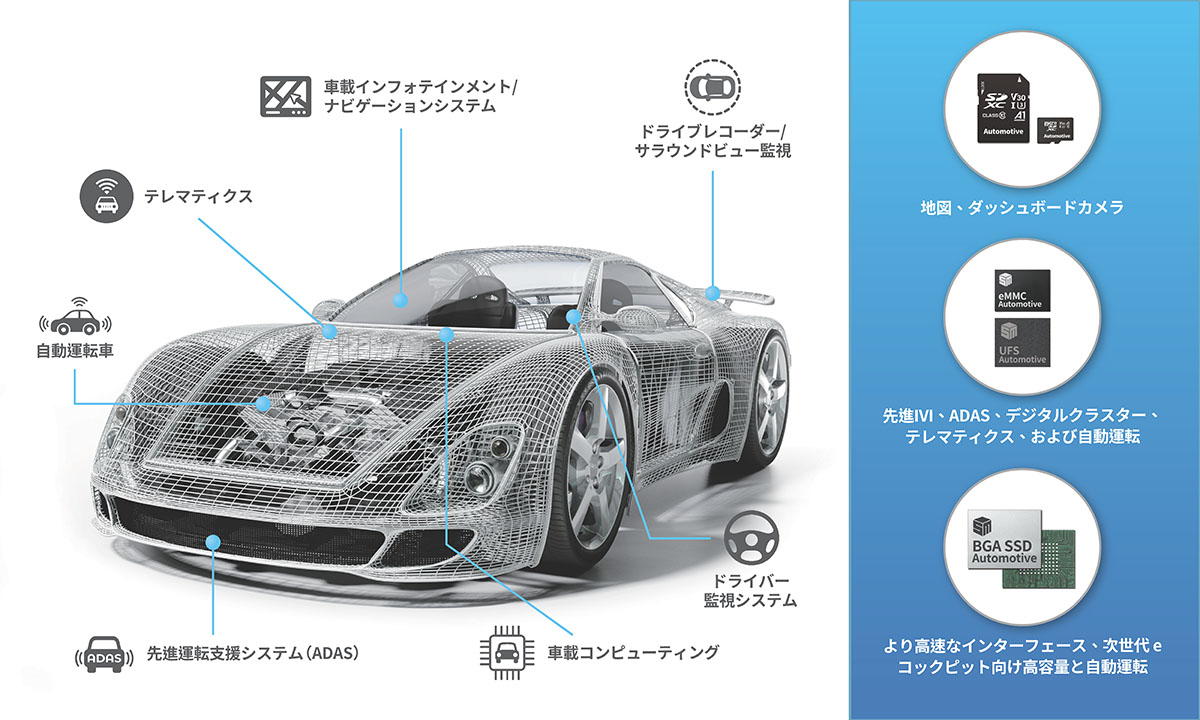 車載インフォテインメント/
ナビゲーションシステム
ドライブレコーダー/
サラウンドビュー監視
テレマティクス
自動運転車
ドライバー
監視システム
ADAS
先進運転支援システム（ADAS）
車載コンピューティング
SD XC
V30
I U3
CLASS 10
A1
Automotive
micro SD XC
Automotive
地図、ダッシュボードカメラ
eMMC
Automotive
UFS
Automotive
先進IVI、ADAS、デジタルクラスター、
テレマティクス、および自動運転
BGA SSD
Automotive
より高速なインターフェース、次世代 e
コックピット向け高容量と自動運転